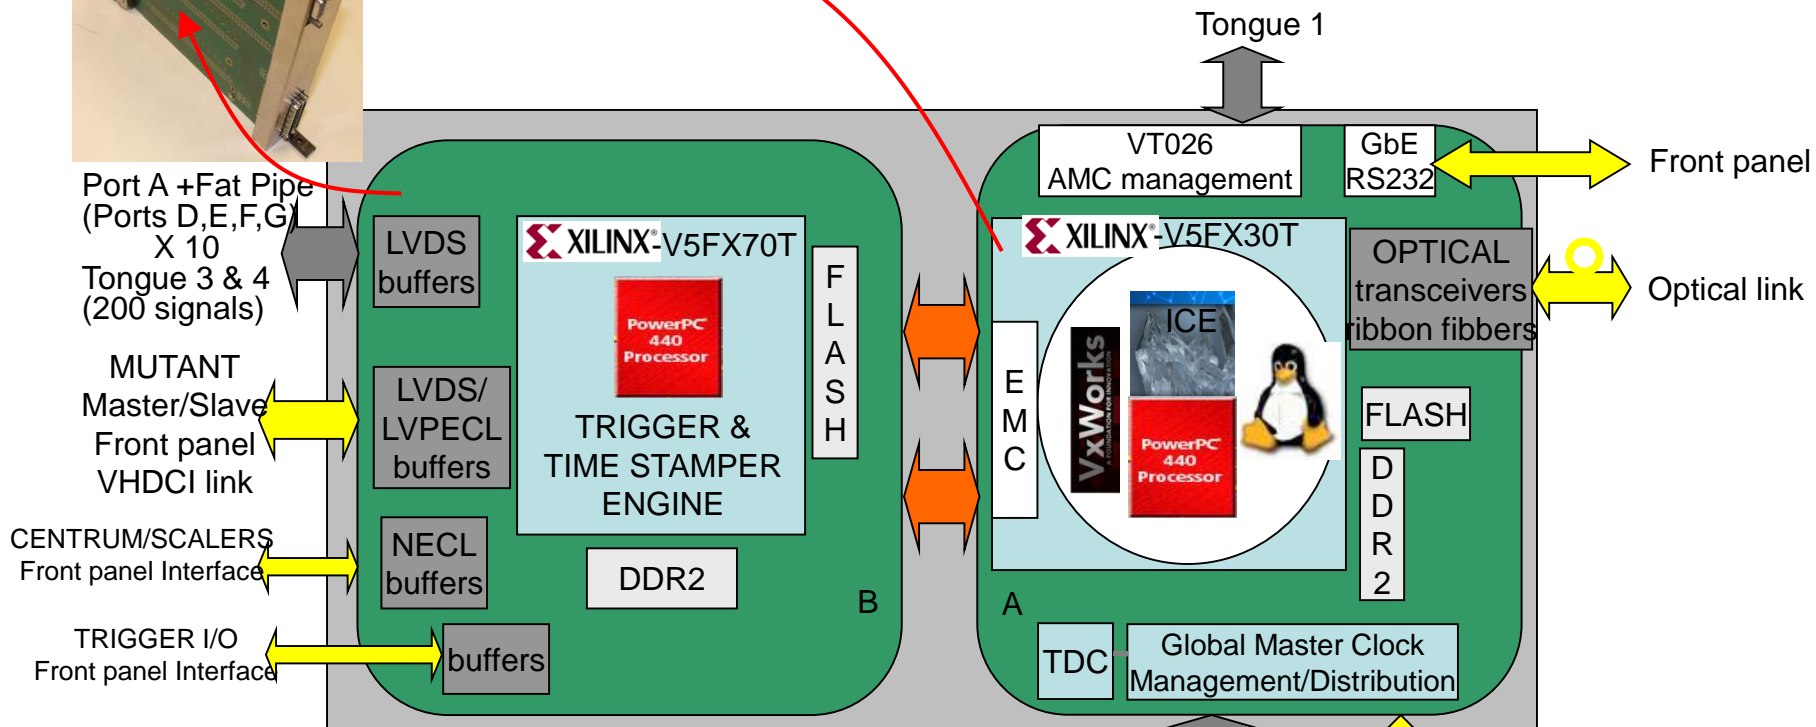 Tongue 1
VT026
AMC management
GbE
RS232
Front panel
Port A +Fat Pipe
(Ports D,E,F,G)
X 10
Tongue 3 & 4
(200 signals)
LVDS
buffers
XILINX®-V5FX70T
PowerPC
440
Processor
TRIGGER &
TIME STAMPER
ENGINE
F
L
A
S
H
XILINX®-V5FX30T
OPTICAL
transceivers
ribbon fibbers
Optical link
ICE
VxWorks
PowerPC
440
Processor
E
M
C
FLASH
D
D
R
2
MUTANT
Master/Slave
Front panel
VHDCI link
LVDS/
LVPECL
buffers
CENTRUM/SCALERS
Front panel Interface
NECL
buffers
DDR2
B
A
TRIGGER I/O
Front panel Interface
buffers
TDC
Global Master Clock
Management/Distribution